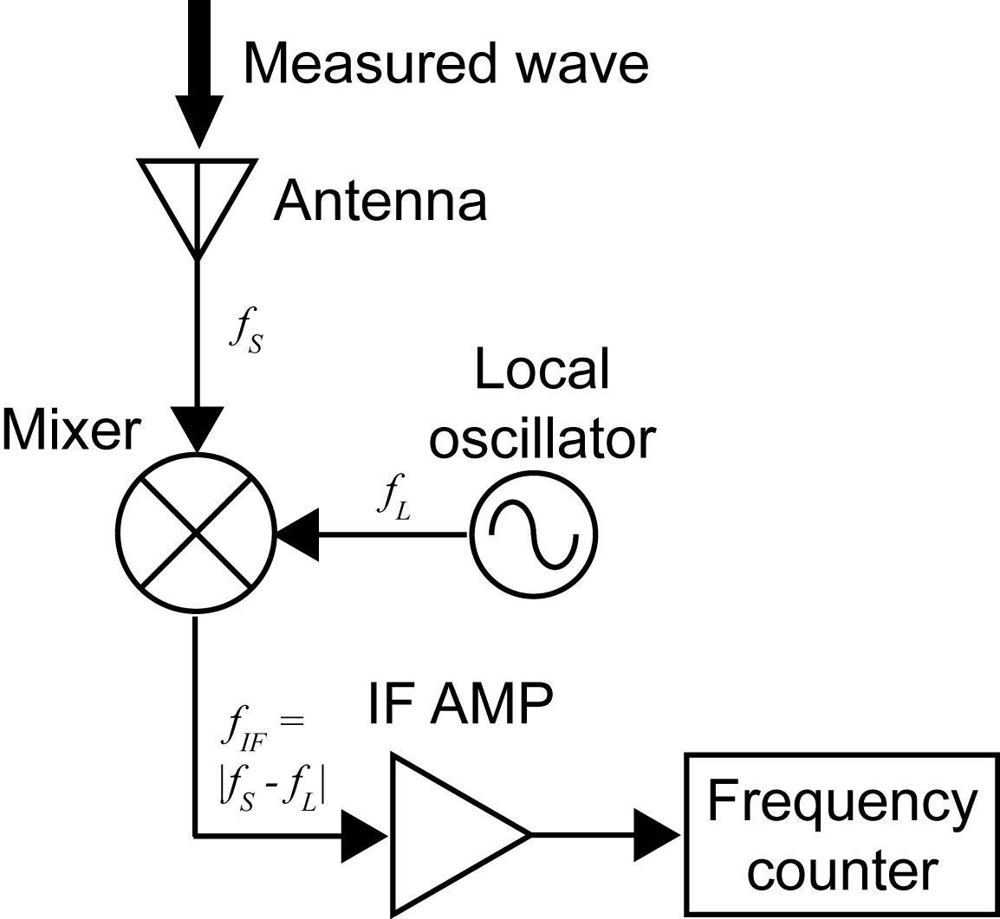 Measured wave
Antenna
f_S
Local
oscillator
Mixer
f_L
IF AMP
f_IF =
|f_S - f_L|
Frequency
counter